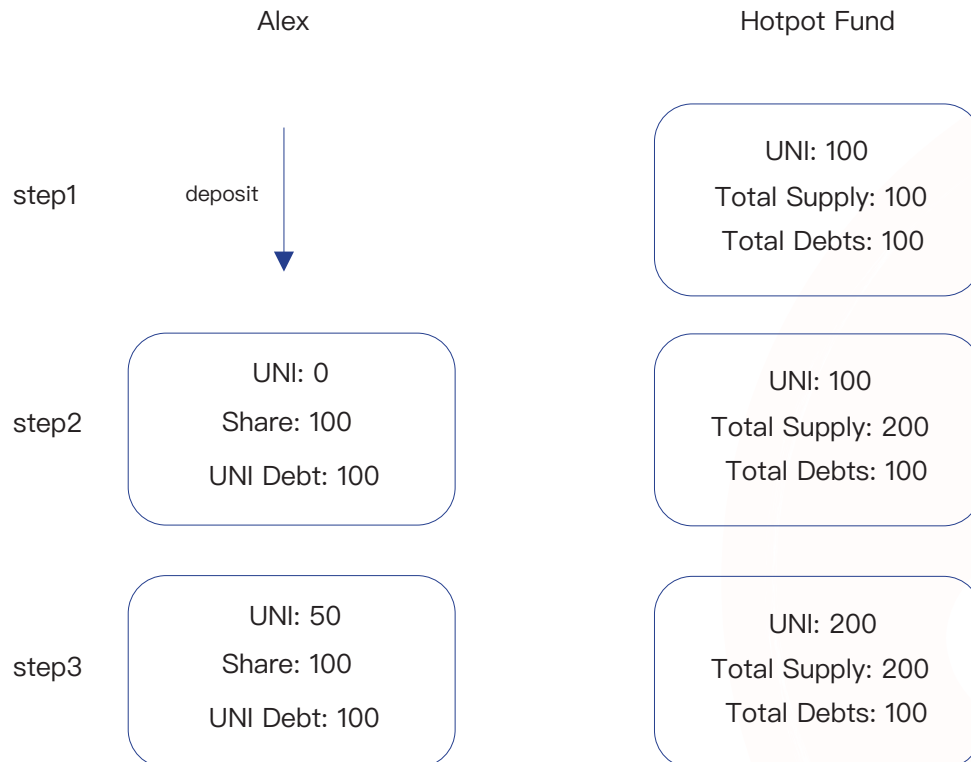 Alex
Hotpot Fund
step1
deposit
UNI: 100
Total Supply: 100
Total Debts: 100
step2
UNI: 0
Share: 100
UNI Debt: 100
UNI: 100
Total Supply: 200
Total Debts: 100
step3
UNI: 50
Share: 100
UNI Debt: 100
UNI: 200
Total Supply: 200
Total Debts: 100